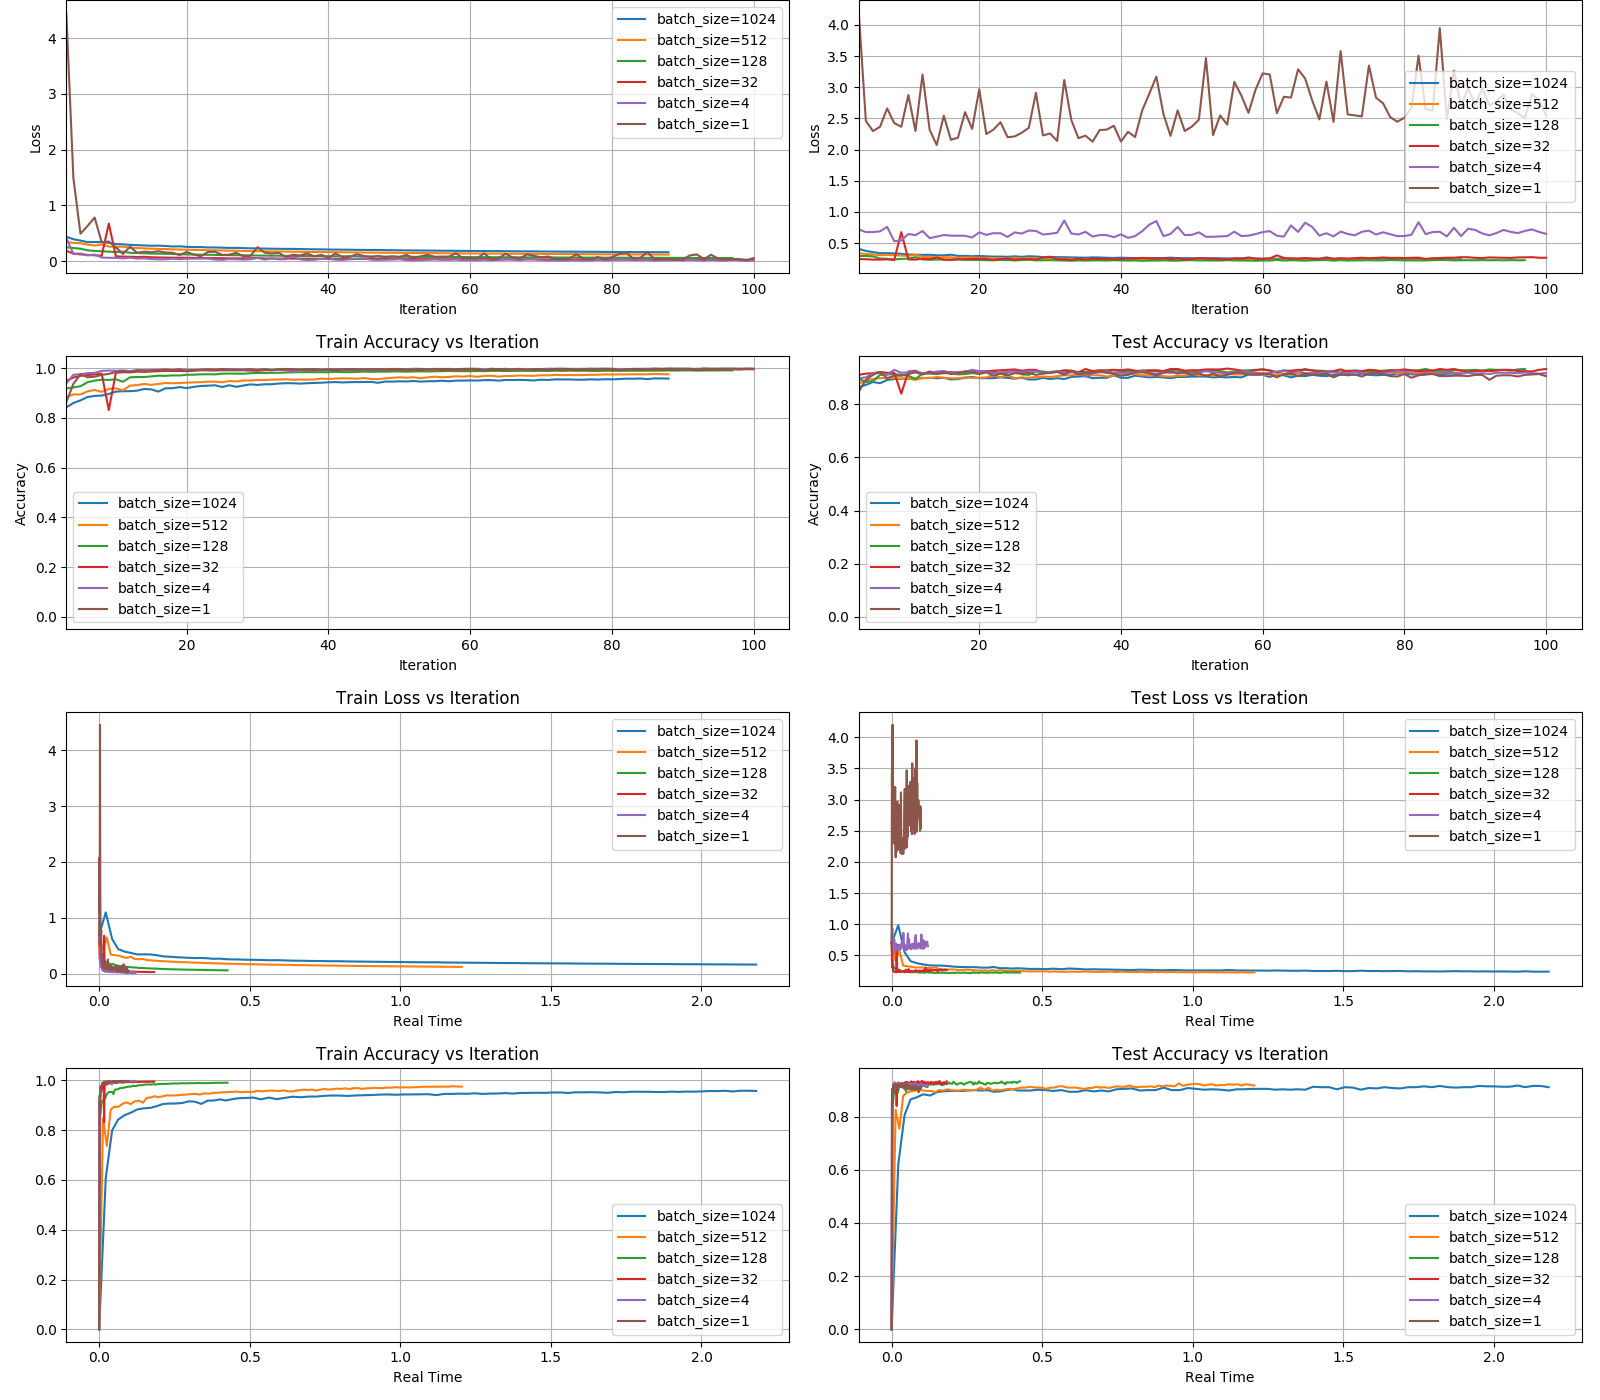 4
3
2
1
0
Loss
20
40
60
80
100
Iteration
batch_size=1024
batch_size=512
batch_size=128
batch_size=32
batch_size=4
batch_size=1
4.0
3.5
3.0
2.5
2.0
1.5
1.0
0.5
Loss
20
40
60
80
100
Iteration
batch_size=1024
batch_size=512
batch_size=128
batch_size=32
batch_size=4
batch_size=1
Train Accuracy vs Iteration
1.0
0.8
0.6
0.4
0.2
0.0
Accuracy
batch_size=1024
batch_size=512
batch_size=128
batch_size=32
batch_size=4
batch_size=1
20
40
60
80
100
Iteration
Test Accuracy vs Iteration
0.8
0.6
0.4
0.2
0.0
Accuracy
batch_size=1024
batch_size=512
batch_size=128
batch_size=32
batch_size=4
batch_size=1
20
40
60
80
100
Iteration
Train Loss vs Iteration
4
3
2
1
0
batch_size=1024
batch_size=512
batch_size=128
batch_size=32
batch_size=4
batch_size=1
0.0
0.5
1.0
1.5
2.0
Real Time
Test Loss vs Iteration
4.0
3.5
3.0
2.5
2.0
1.5
1.0
0.5
batch_size=1024
batch_size=512
batch_size=128
batch_size=32
batch_size=4
batch_size=1
0.0
0.5
1.0
1.5
2.0
Real Time
Train Accuracy vs Iteration
1.0
0.8
0.6
0.4
0.2
0.0
batch_size=1024
batch_size=512
batch_size=128
batch_size=32
batch_size=4
batch_size=1
0.0
0.5
1.0
1.5
2.0
Real Time
Test Accuracy vs Iteration
0.8
0.6
0.4
0.2
0.0
batch_size=1024
batch_size=512
batch_size=128
batch_size=32
batch_size=4
batch_size=1
0.0
0.5
1.0
1.5
2.0
Real Time